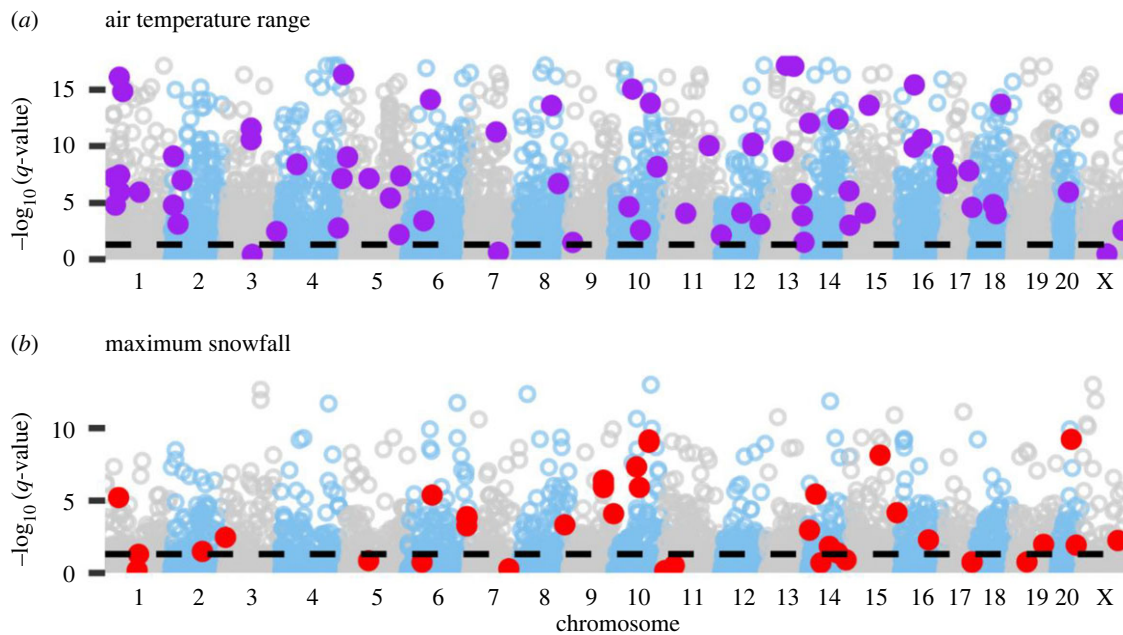 (a) air temperature range
−log10 (q-value)
15
10
5
0
1 2 3 4 5 6 7 8 9 10 11 12 13 14 15 16 17 18 19 20 X
(b) maximum snowfall
−log10 (q-value)
10
5
0
1 2 3 4 5 6 7 8 9 10 11 12 13 14 15 16 17 18 19 20 X
chromosome